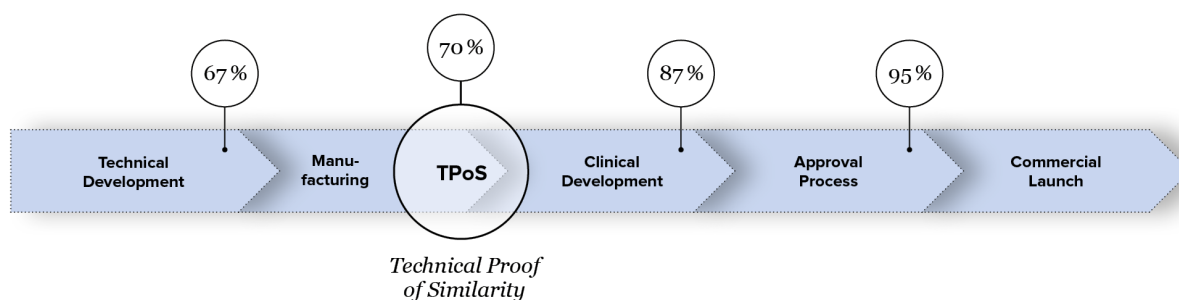 67 %
70 %
87 %
95 %
Technical
Development
Manu-
facturing
TPoS
Clinical
Development
Approval
Process
Commercial
Launch
Technical Proof
of Similarity